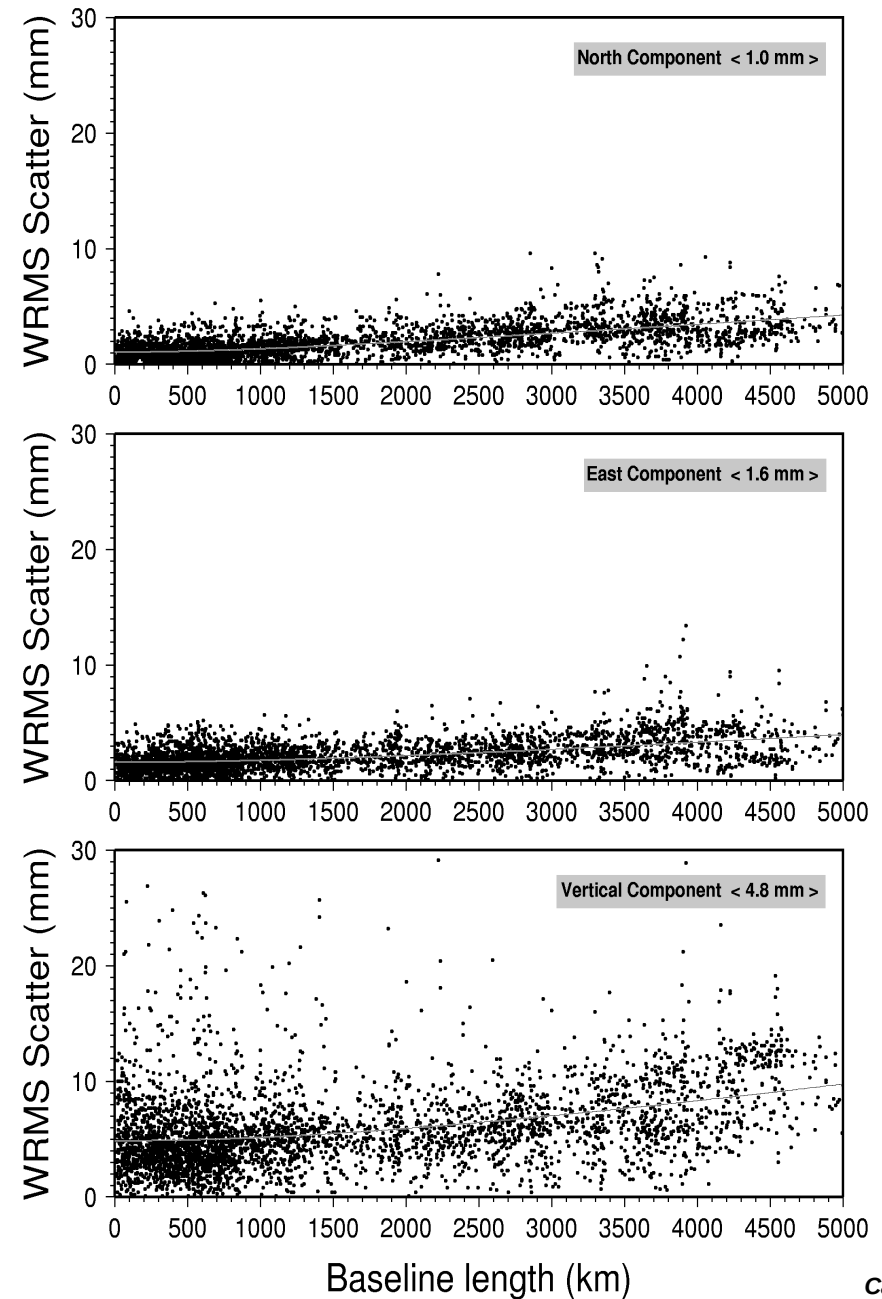 WRMS Scatter (mm)
30
20
10
0
North Component < 1.0 mm >
0 500 1000 1500 2000 2500 3000 3500 4000 4500 5000
WRMS Scatter (mm)
30
20
10
0
East Component < 1.6 mm >
0 500 1000 1500 2000 2500 3000 3500 4000 4500 5000
WRMS Scatter (mm)
30
20
10
0
Vertical Component < 4.8 mm >
0 500 1000 1500 2000 2500 3000 3500 4000 4500 5000
Baseline length (km)